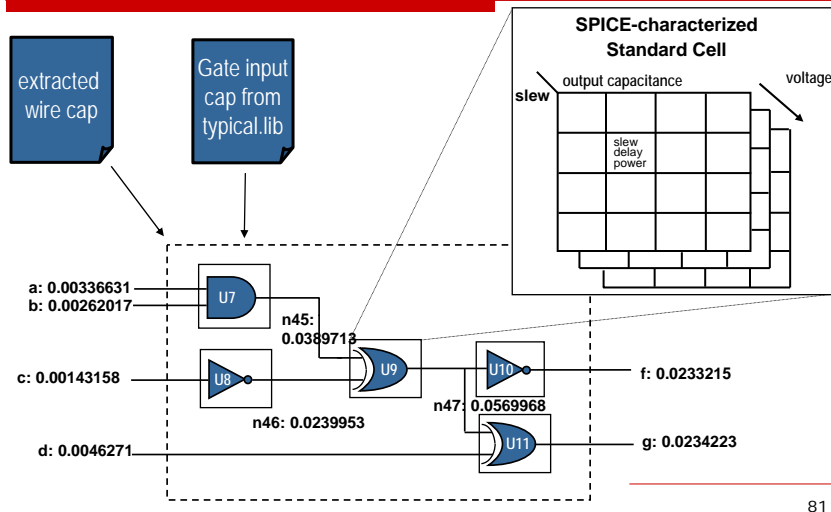 SPICE-characterized
Standard Cell
output capacitance
voltage
slew
slew
delay
power
extracted
wire cap
Gate input
cap from
typical.lib
a: 0.00336631
b: 0.00262017
U7
n45:
0.0389713
c: 0.00143158
U8
U9
U10
f: 0.0233215
n46: 0.0239953
n47: 0.0569968
d: 0.0046271
U11
g: 0.0234223
81